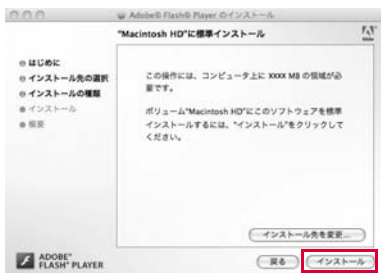 Adobe® Flash® Player のインストール
"Macintosh HD"に標準インストール
はじめに
インストール先の選択
インストールの種類
インストール
概要
この操作には、コンピュータ上に XXXX MB の領域が必
要です。
ボリューム"Macintosh HD"にこのソフトウェアを標準
インストールするには、"インストール"をクリックして
ください。
インストール先を変更...
ADOBE®
FLASH® PLAYER
戻る
インストール